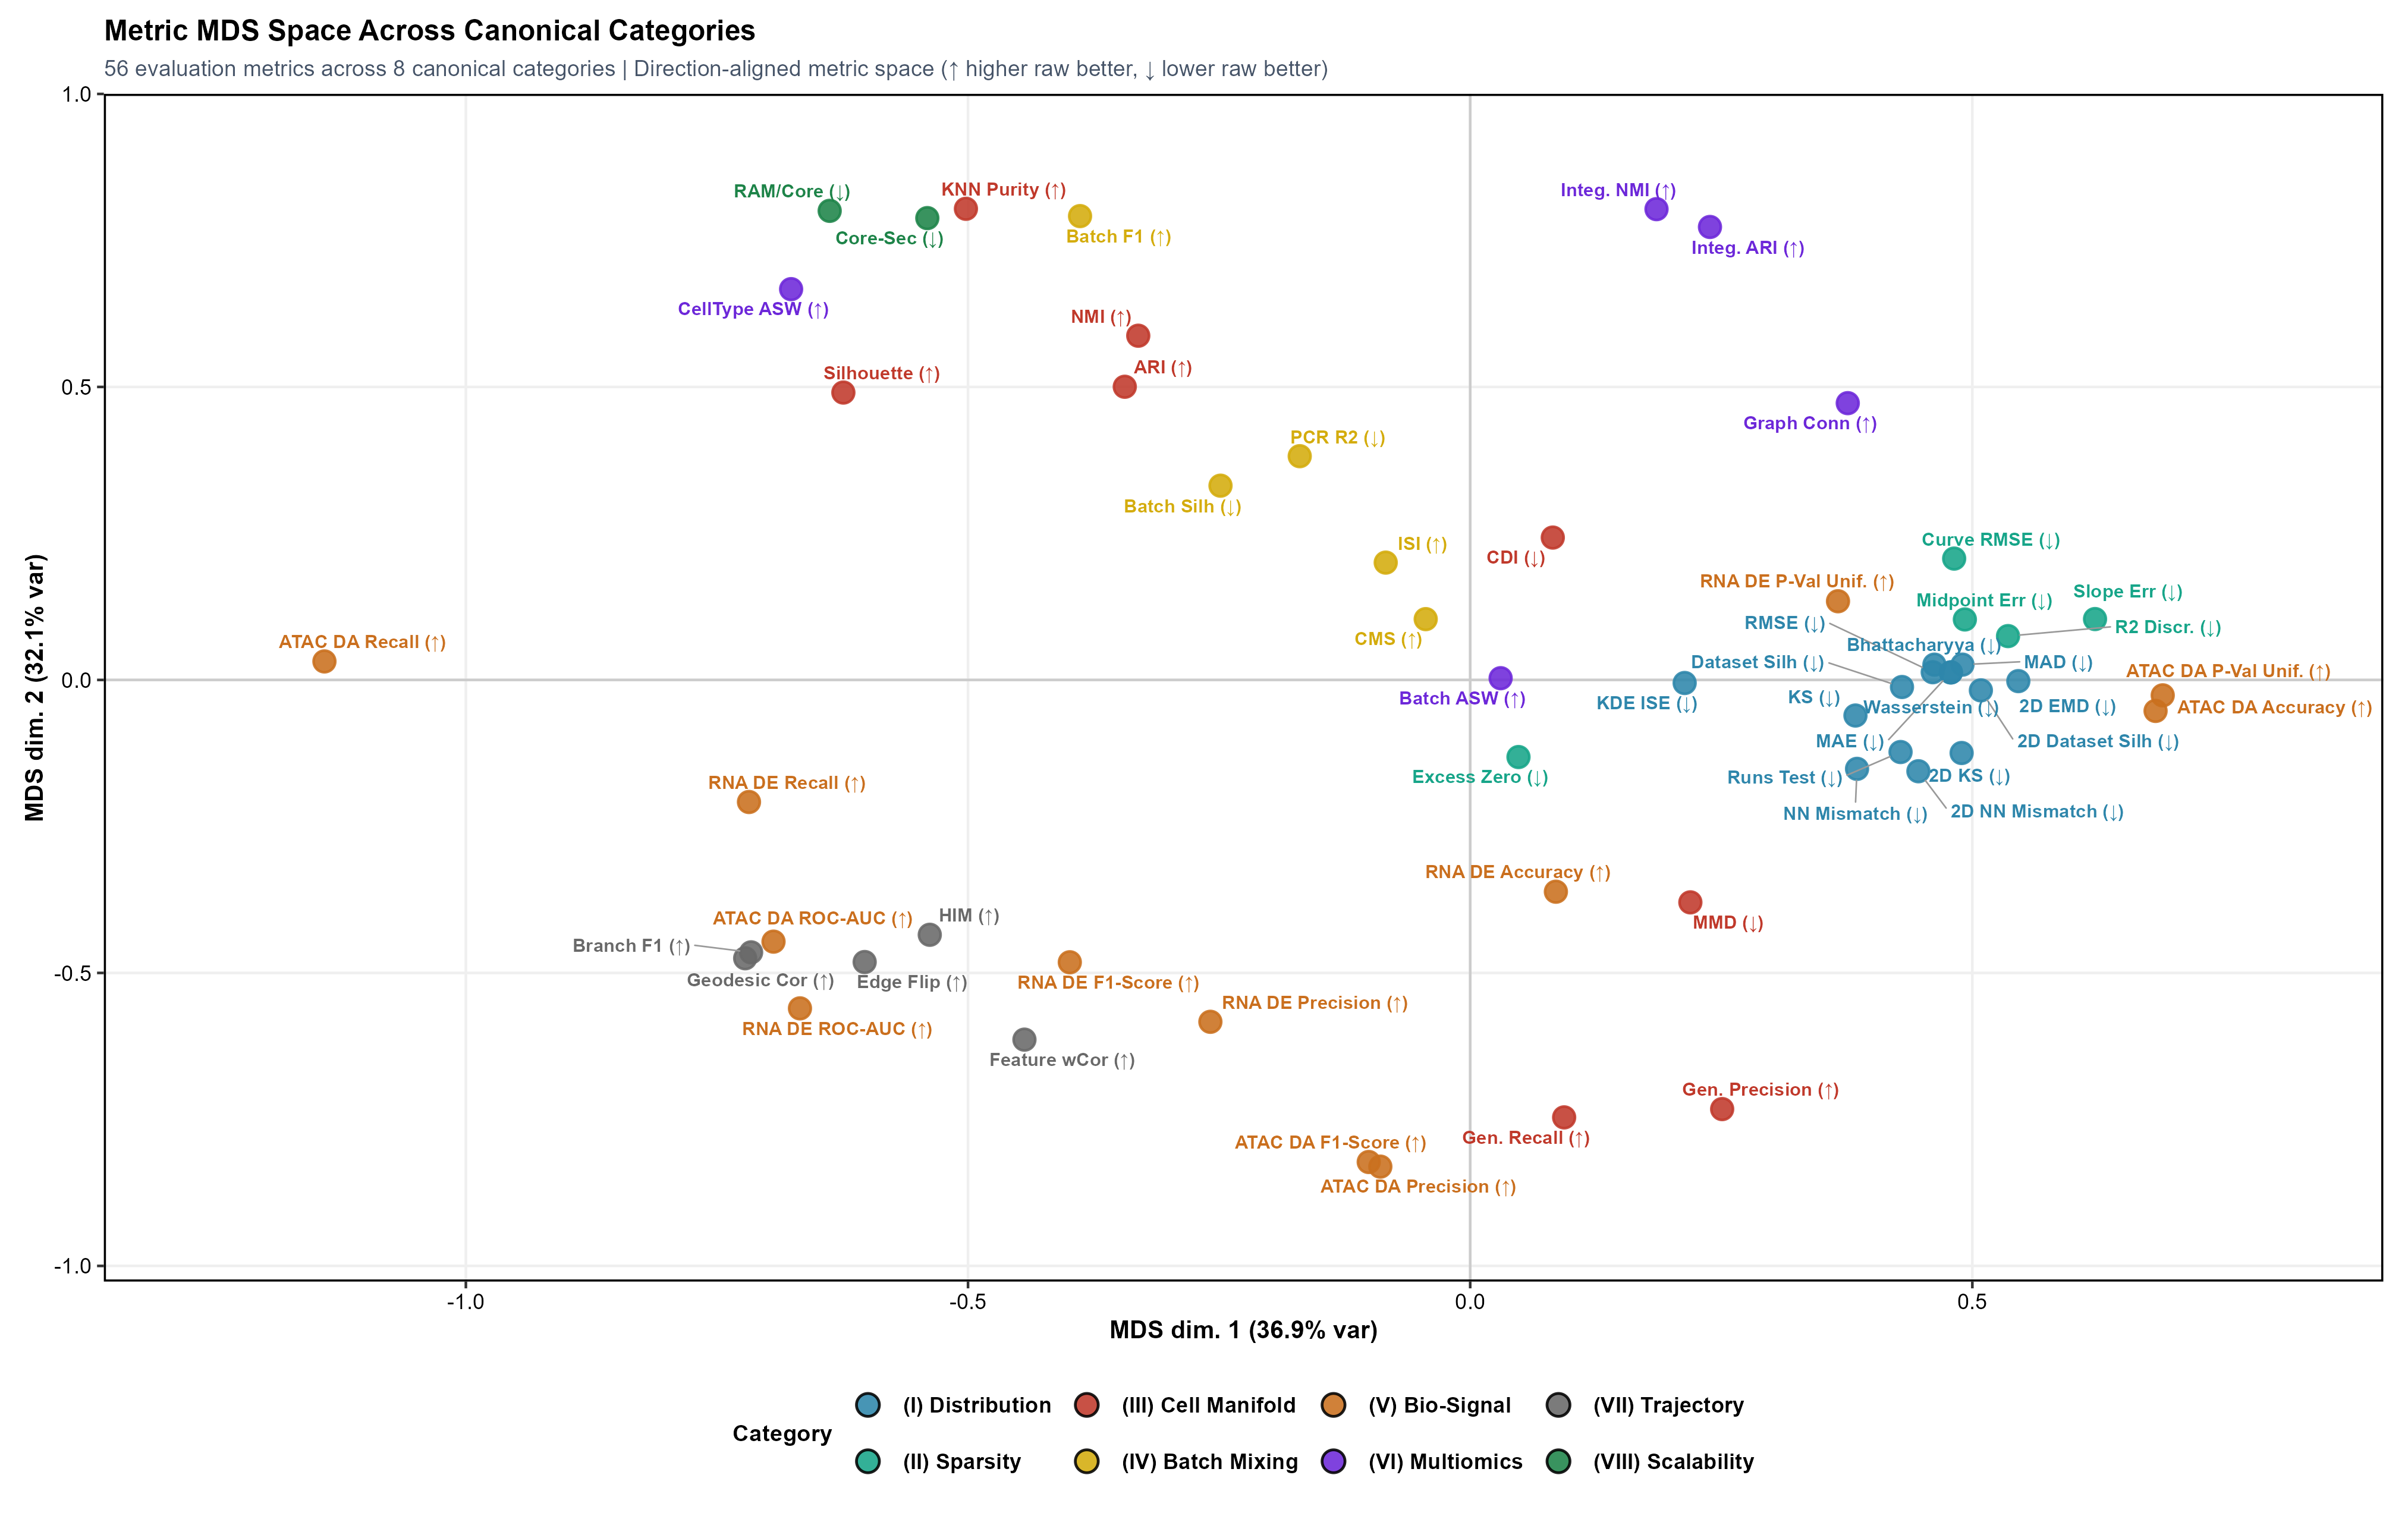 Metric MDS Space Across Canonical Categories
56 evaluation metrics across 8 canonical categories | Direction-aligned metric space (↑ higher raw better, ↓ lower raw better)
1.0
0.5
0.0
-0.5
-1.0
MDS dim. 2 (32.1% var)
RAM/Core (↓)
KNN Purity (↑)
Integ. NMI (↑)
Core-Sec (↓)
Batch F1 (↑)
Integ. ARI (↑)
CellType ASW (↑)
NMI (↑)
ARI (↑)
Silhouette (↑)
Graph Conn (↑)
PCR R2 (↓)
Batch Silh (↓)
ISI (↑)
Curve RMSE (↓)
CDI (↓)
RNA DE P-Val Unif. (↑)
Slope Err (↓)
Midpoint Err (↓)
RMSE (↓)
R2 Discr. (↓)
CMS (↑)
ATAC DA Recall (↑)
Bhattacharyya (↓)
Dataset Silh (↓)
MAD (↓)
ATAC DA P-Val Unif. (↑)
Batch ASW (↑)
KDE ISE (↓)
KS (↓)
Wasserstein (↓)
2D EMD (↓)
ATAC DA Accuracy (↑)
MAE (↓)
2D Dataset Silh (↓)
Excess Zero (↓)
Runs Test (↓)
2D KS (↓)
RNA DE Recall (↑)
NN Mismatch (↓)
2D NN Mismatch (↓)
RNA DE Accuracy (↑)
ATAC DA ROC-AUC (↑)
HIM (↑)
MMD (↓)
Branch F1 (↑)
Geodesic Cor (↑)
Edge Flip (↑)
RNA DE F1-Score (↑)
RNA DE Precision (↑)
RNA DE ROC-AUC (↑)
Feature wCor (↑)
Gen. Precision (↑)
Gen. Recall (↑)
ATAC DA F1-Score (↑)
ATAC DA Precision (↑)
-1.0
-0.5
0.0
0.5
MDS dim. 1 (36.9% var)
Category
(I) Distribution
(III) Cell Manifold
(V) Bio-Signal
(VII) Trajectory
(II) Sparsity
(IV) Batch Mixing
(VI) Multiomics
(VIII) Scalability